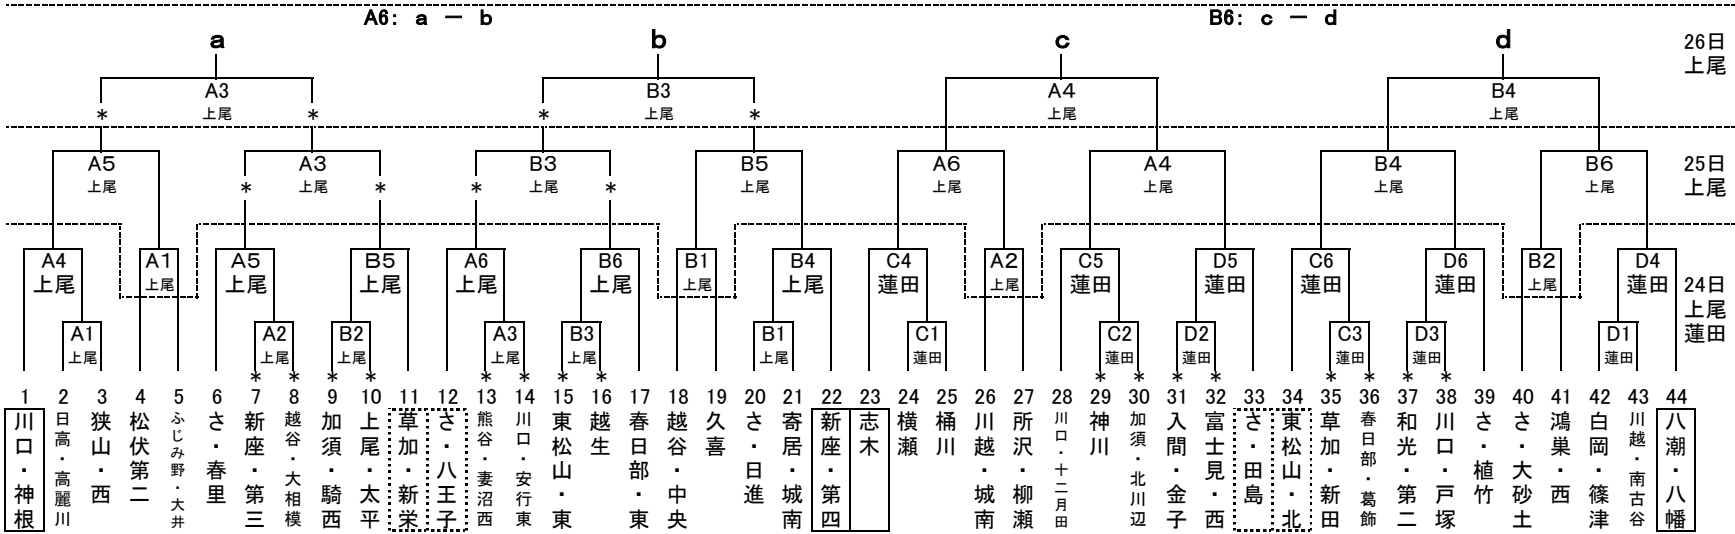 A6: a － b B6: c － d
a b c d 26日
上尾
A3 B3 A4 B4
上尾 上尾 上尾 上尾
＊ ＊ ＊ ＊
A5 A3 B3 B5 A6 A4 B4 B6 25日
上尾 上尾 上尾 上尾 上尾 上尾 上尾 上尾 上尾
＊ ＊ ＊ ＊
A4 A1 A5 B5 A6 B6 B1 B4 C4 A2 C5 D5 C6 D6 B2 D4
上尾 上尾 上尾 上尾 上尾 上尾 上尾 上尾 蓮田 上尾 蓮田 蓮田 蓮田 蓮田 上尾 蓮田
24日
上尾
蓮田
A1 A2 B2 A3 B3 B1 C1 C2 D2 C3 D3 D1
上尾 上尾 上尾 上尾 上尾 上尾 蓮田 蓮田 蓮田 蓮田 蓮田 蓮田
＊ ＊ ＊ ＊ ＊ ＊ ＊ ＊ ＊ ＊ ＊ ＊ ＊ ＊ ＊ ＊
1 川口・神根
2 日高・高麗川
3 狭山・西
4 松伏第二
5 ふじみ野・大井
6 さ・春里
7 新座・第三
8 越谷・大相模
9 加須・騎西
10 上尾・太平
11 草加・新栄
12 さ・八王子
13 熊谷・妻沼西
14 川口・安行東
15 東松山・東
16 越生
17 春日部・東
18 越谷・中央
19 久喜
20 さ・日進
21 寄居・城南
22 新座・第四
23 志木
24 横瀬
25 桶川
26 川越・城南
27 所沢・柳瀬
28 川口・十二月田
29 神川
30 加須・北川辺
31 入間・金子
32 富士見・西
33 さ・田島
34 東松山・北
35 草加・新田
36 春日部・葛飾
37 和光・第二
38 川口・戸塚
39 さ・植竹
40 さ・大砂土
41 鴻巣・西
42 白岡・篠津
43 川越・南古谷
44 八潮・八幡